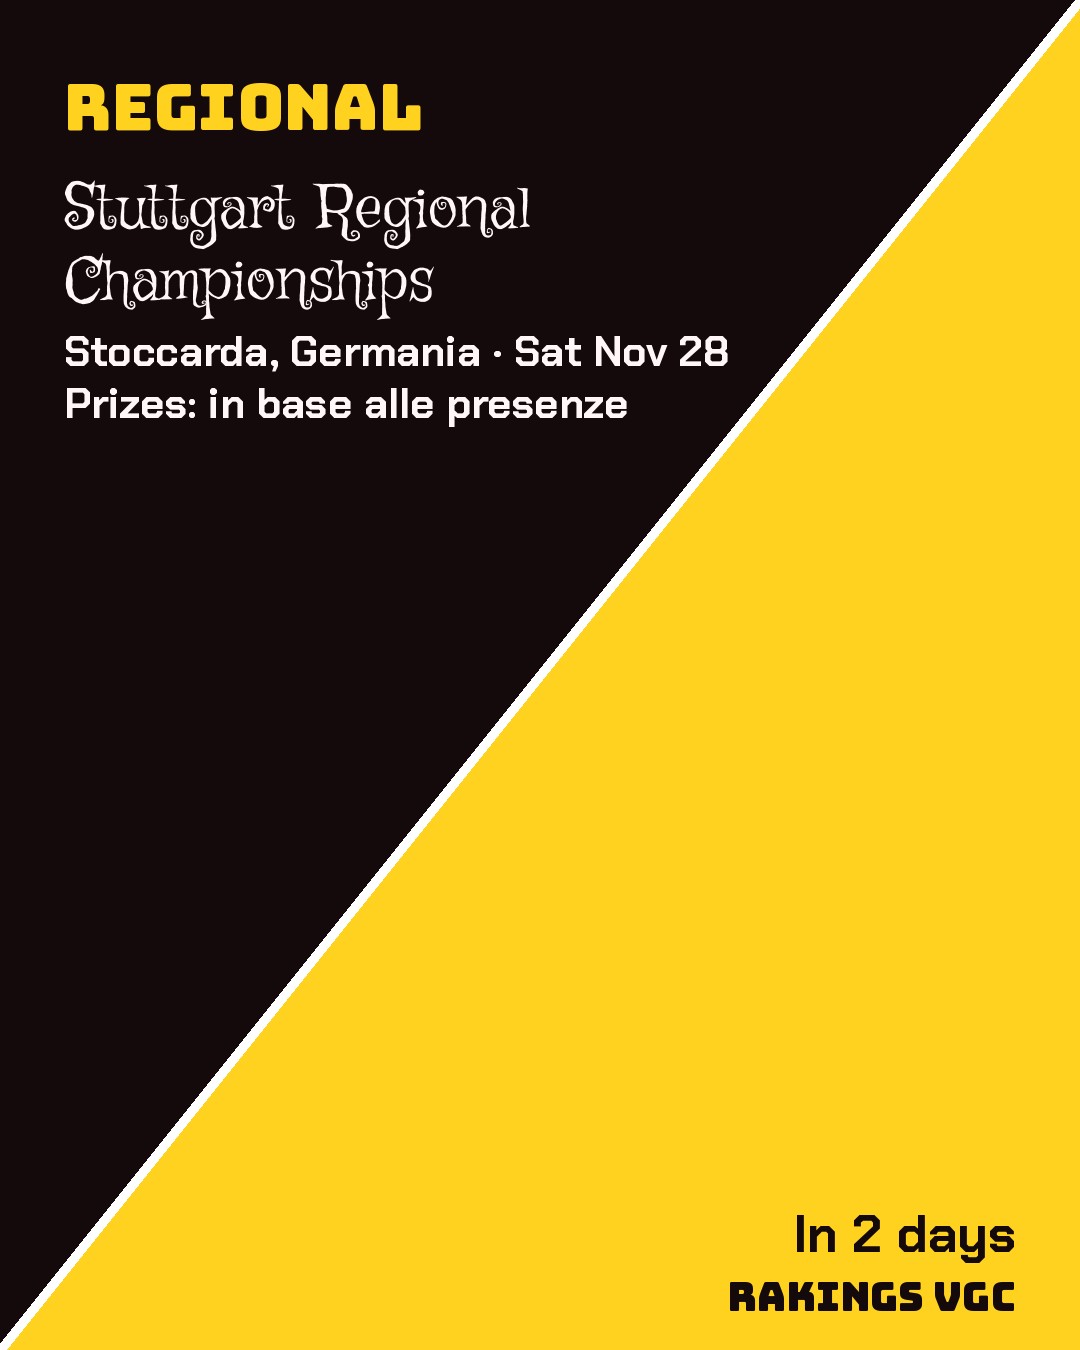 REGIONAL
Stuttgart Regional
Championships
Stoccarda, Germania · Sat Nov 28
Prizes: in base alle presenze
In 2 days
RAKINGS VGC